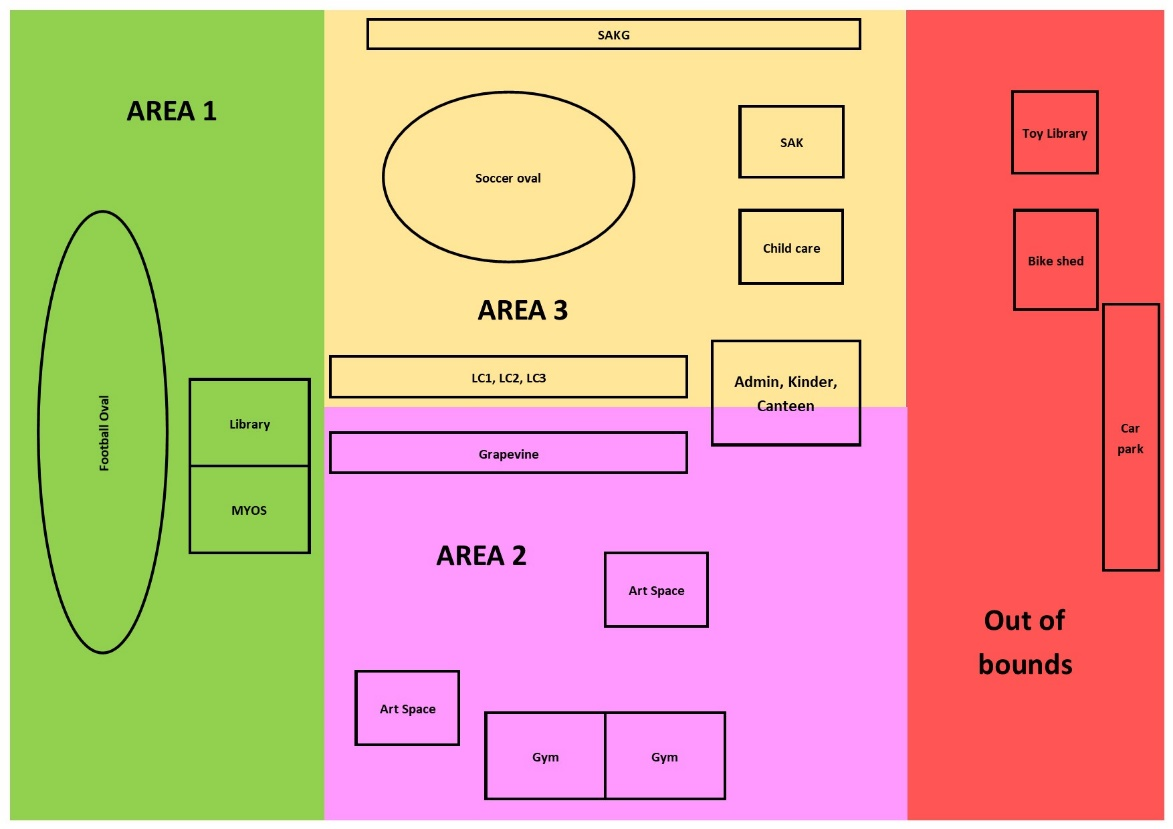 SAKG
AREA 1
Soccer oval
SAK
Toy Library
Child care
Bike shed
AREA 3
LC1, LC2, LC3
Admin, Kinder,
Canteen
Football Oval
Library
Grapevine
Car
park
MYOS
AREA 2
Art Space
Out of
bounds
Art Space
Gym
Gym